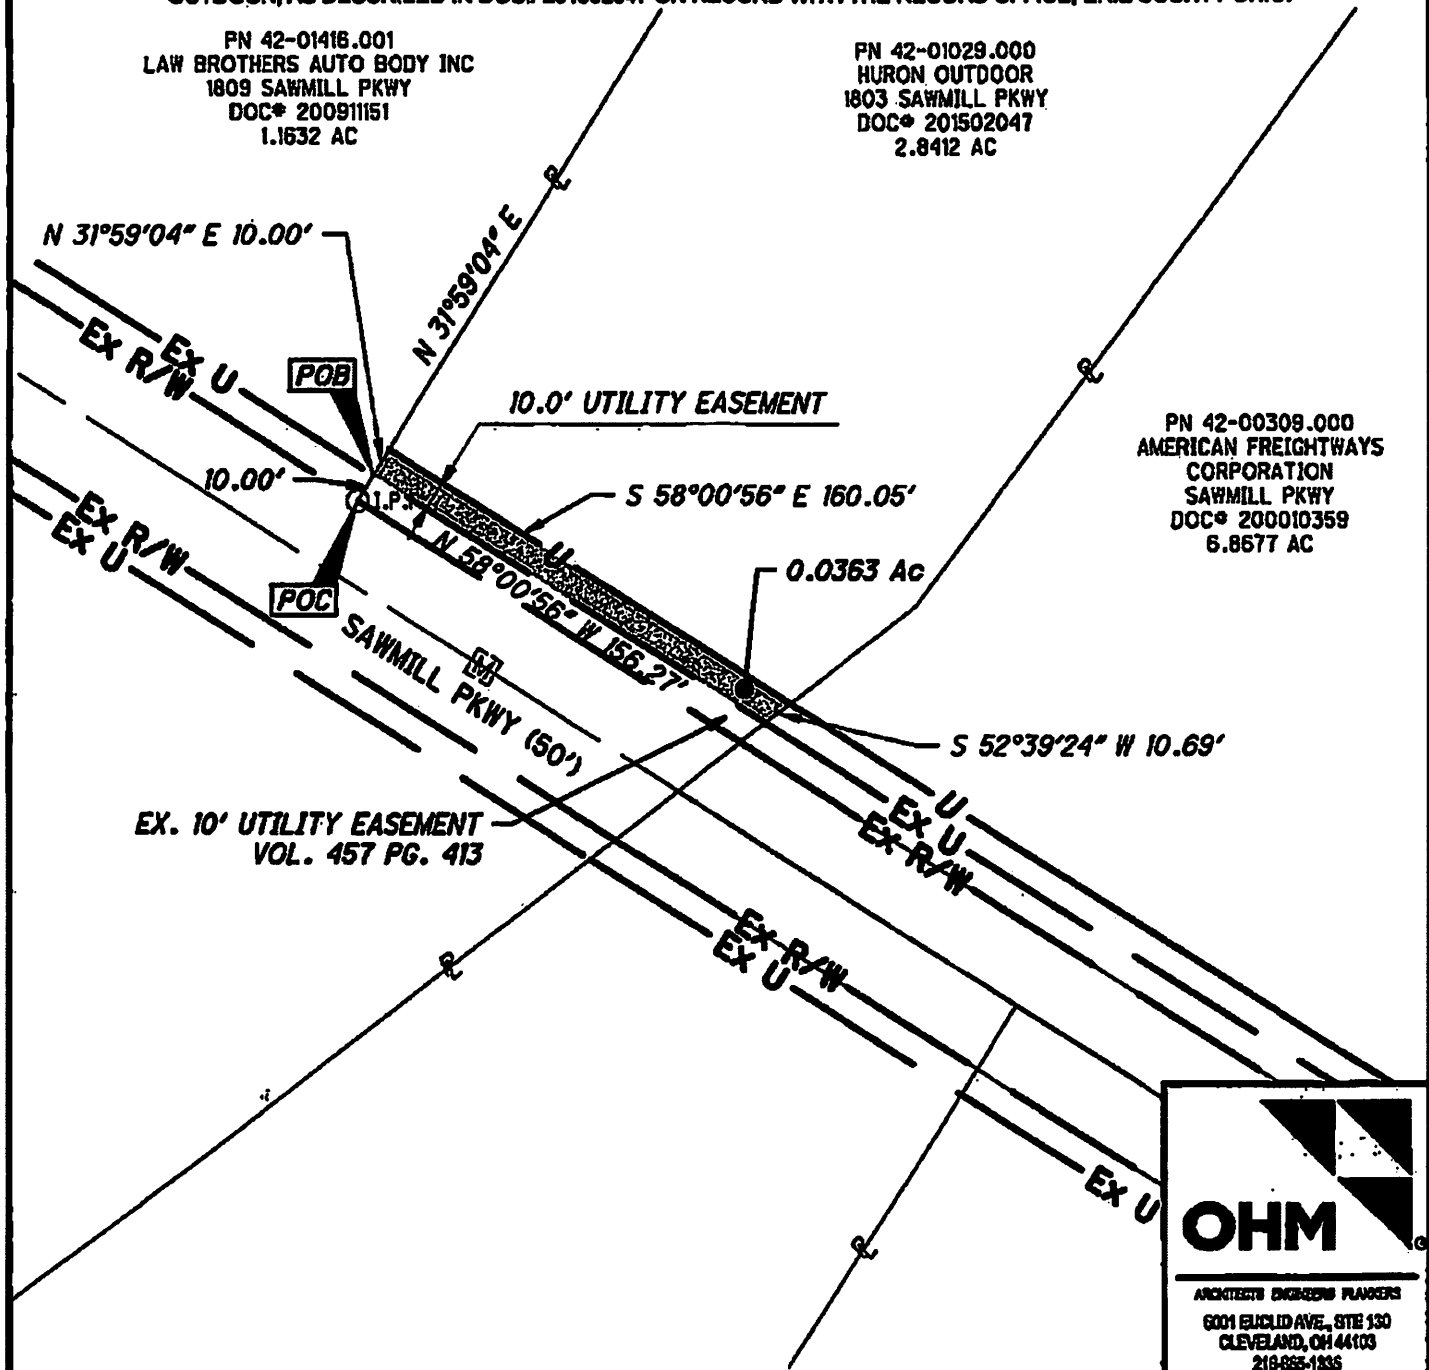 PN 42-01416.001
LAW BROTHERS AUTO BODY INC
1809 SAWMILL PKWY
DOC# 200911151
1.1632 AC
PN 42-01029.000
HURON OUTDOOR
1803 SAWMILL PKWY
DOC# 201502047
2.8412 AC
N 31°59'04" E 10.00'
N 31°59'04" E
Ex U
Ex R/W
POB
10.0' UTILITY EASEMENT
PN 42-00309.000
AMERICAN FREIGHTWAYS
CORPORATION
SAWMILL PKWY
DOC# 200010359
6.8677 AC
10.00'
I.P.
S 58°00'56" E 160.05'
Ex R/W
Ex U
U
N 58°00'56" W 156.27'
0.0363 Ac
POC
SAWMILL PKWY (50')
M
S 52°39'24" W 10.69'
EX. 10' UTILITY EASEMENT
VOL. 457 PG. 413
U
Ex U
Ex R/W
Ex R/W
Ex U
Ex U
OHM
ARCHITECTS ENGINEERS PLANNERS
6001 EUCLID AVE., STE 130
CLEVELAND, OH 44103